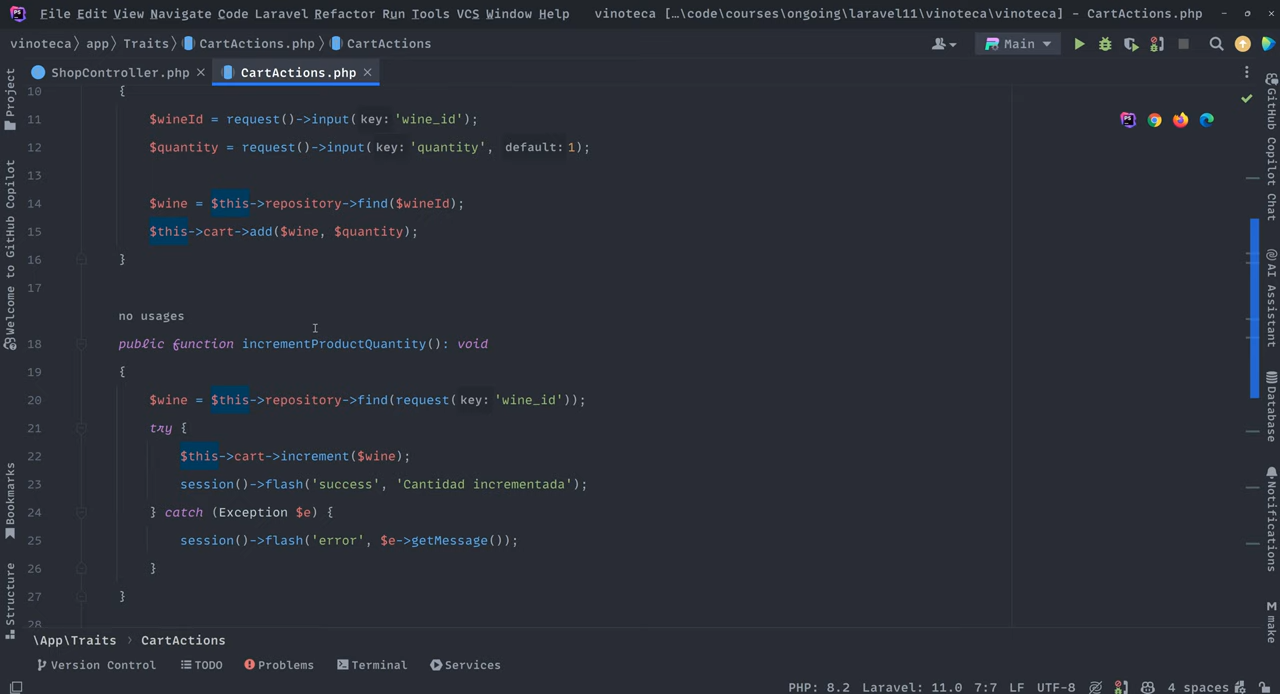 File Edit View Navigate Code Laravel Refactor Run Tools VCS Window Help vinoteca […\code\courses\ongoing\laravel11\vinoteca\vinoteca] – CartActions.php
vinoteca app Traits CartActions.php CartActions Main
ShopController.php CartActions.php
Project
Welcome to GitHub Copilot
Bookmarks
Structure
10 {
11 $wineId = request()->input( key: 'wine_id');
12 $quantity = request()->input( key: 'quantity', default: 1);
13
14 $wine = $this->repository->find($wineId);
15 $this->cart->add($wine, $quantity);
16 }
17
no usages
18 public function incrementProductQuantity(): void
19 {
20 $wine = $this->repository->find(request( key: 'wine_id'));
21 try {
22 $this->cart->increment($wine);
23 session()->flash('success', 'Cantidad incrementada');
24 } catch (Exception $e) {
25 session()->flash('error', $e->getMessage());
26 }
27 }
28
GitHub Copilot Chat
AI Assistant
Database
Notifications
M make
\App\Traits › CartActions
Version Control TODO Problems Terminal Services
PHP: 8.2 Laravel: 11.0 7:7 LF UTF-8 4 spaces